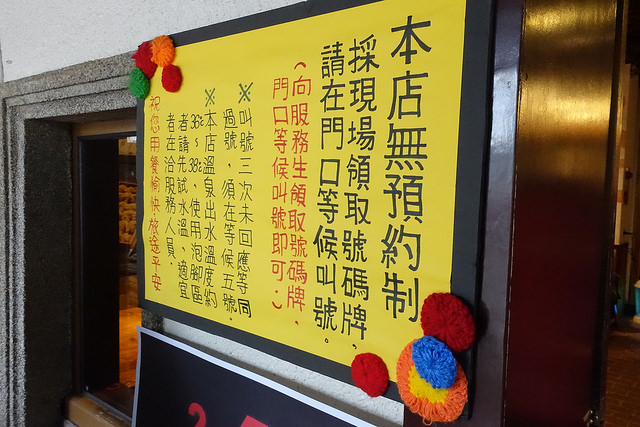 本店無預約制
採現場領取號碼牌，
請在門口等候叫號。
（向服務生領取號碼牌，
門口等候叫號即可。）
※叫號三次未回應等同
過號，須在等候五號。
※本店溫泉出水溫度約
36℃~38℃，使用泡腳區
者請先試水溫，適宜
者在洽服務人員。
祝您用餐愉快旅途平安